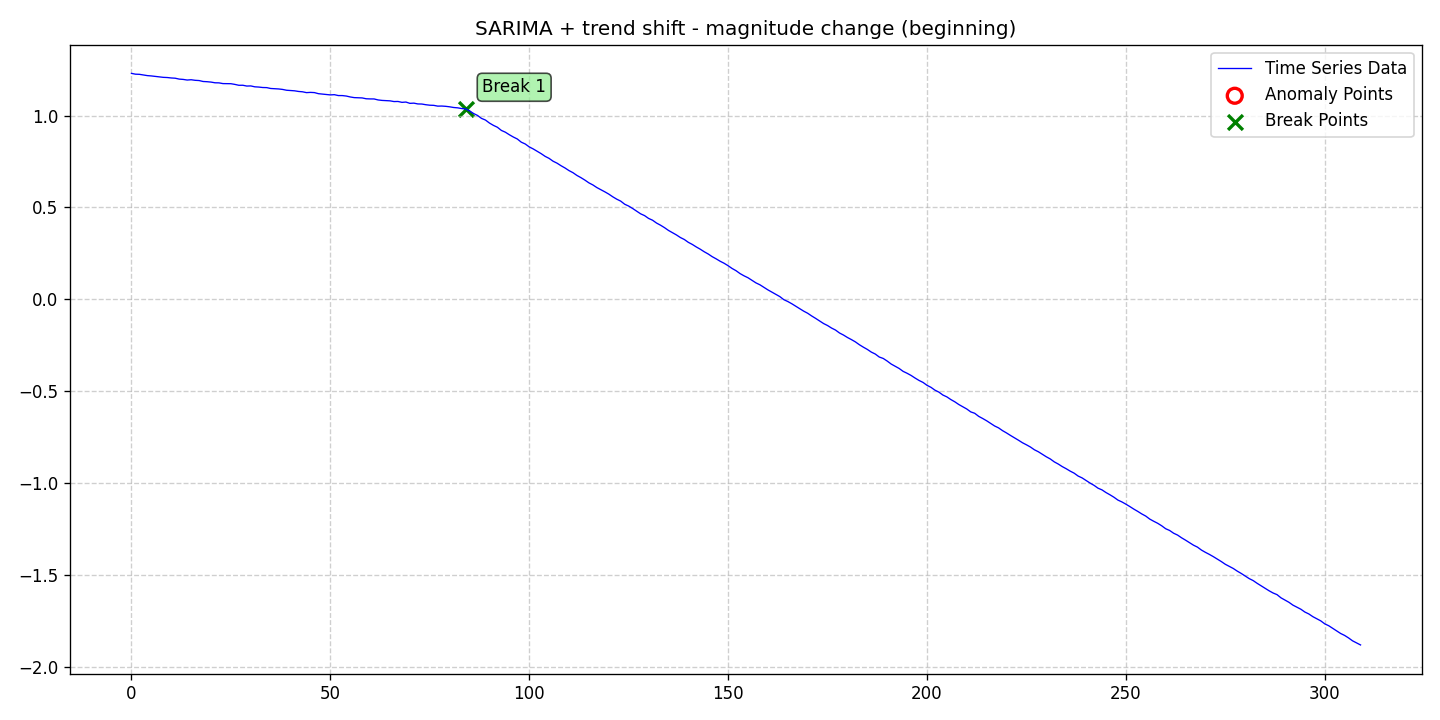 SARIMA + trend shift - magnitude change (beginning)
Break 1
Time Series Data
Anomaly Points
Break Points
1.0
0.5
0.0
−0.5
−1.0
−1.5
−2.0
0 50 100 150 200 250 300